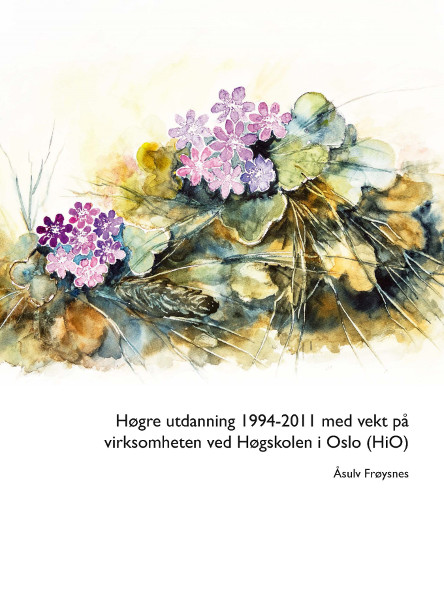 Høgre utdanning 1994-2011 med vekt på
virksomheten ved Høgskolen i Oslo (HiO)
Åsulv Frøysnes